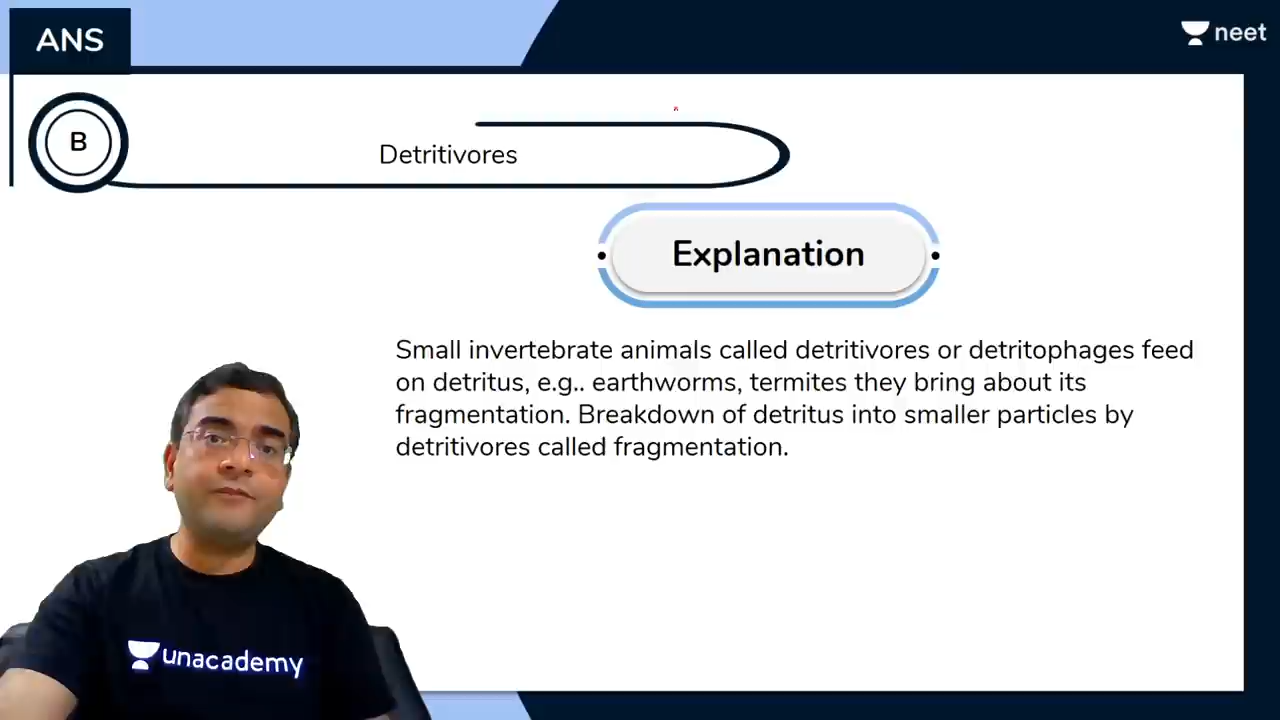 ANS
neet
B
Detritivores
Explanation
Small invertebrate animals called detritivores or detritophages feed
on detritus, e.g.. earthworms, termites they bring about its
fragmentation. Breakdown of detritus into smaller particles by
detritivores called fragmentation.
unacademy